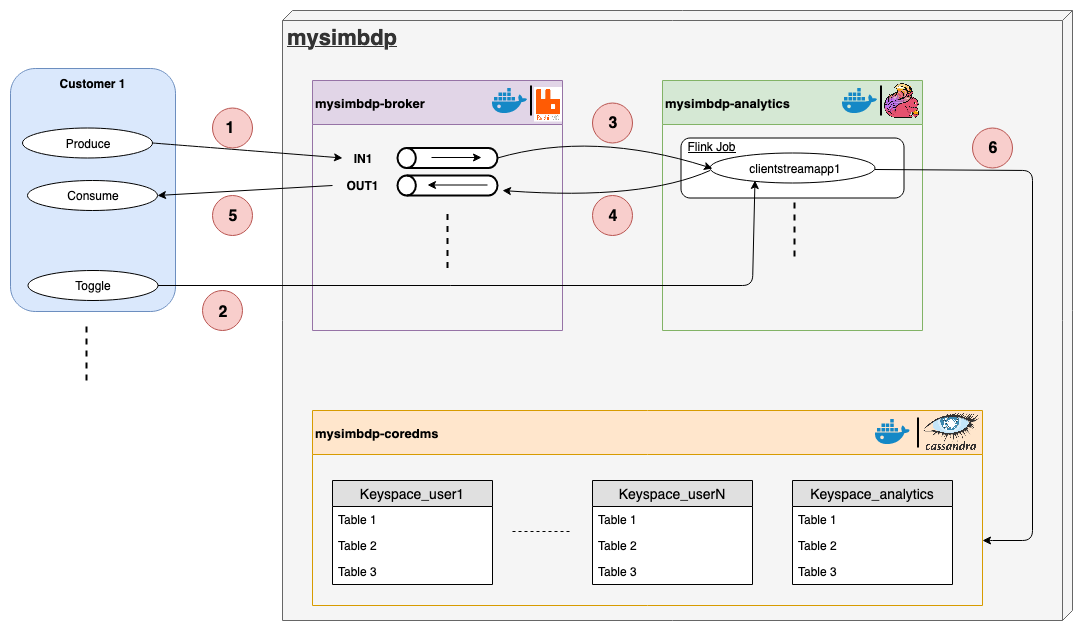 mysimbdp
Customer 1
Produce
Consume
Toggle
1
5
2
mysimbdp-broker
IN1
OUT1
3
4
mysimbdp-analytics
Flink Job
clientstreamapp1
6
mysimbdp-coredms
cassandra
Keyspace_user1
Table 1
Table 2
Table 3
Keyspace_userN
Table 1
Table 2
Table 3
Keyspace_analytics
Table 1
Table 2
Table 3